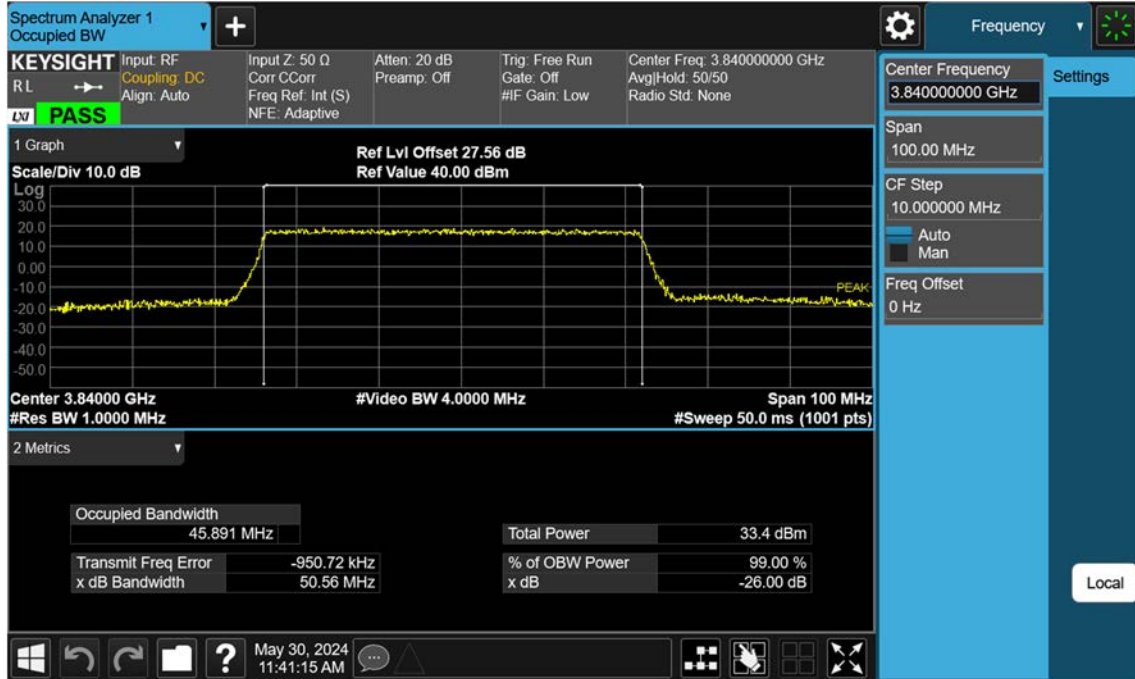 Spectrum Analyzer 1
Occupied BW
Frequency
KEYSIGHT
R L
LXI PASS
Input: RF
Coupling: DC
Align: Auto
Input Z: 50 Ω
Corr CCorr
Freq Ref: Int (S)
NFE: Adaptive
Atten: 20 dB
Preamp: Off
Trig: Free Run
Gate: Off
#IF Gain: Low
Center Freq: 3.840000000 GHz
Avg|Hold: 50/50
Radio Std: None
Center Frequency
3.840000000 GHz
Settings
Span
100.00 MHz
CF Step
10.000000 MHz
Auto
Man
Freq Offset
0 Hz
Local
1 Graph
Scale/Div 10.0 dB
Ref Lvl Offset 27.56 dB
Ref Value 40.00 dBm
Log
30.0
20.0
10.0
0.00
-10.0
-20.0
-30.0
-40.0
-50.0
PEAK
Center 3.84000 GHz
#Video BW 4.0000 MHz
Span 100 MHz
#Res BW 1.0000 MHz
#Sweep 50.0 ms (1001 pts)
2 Metrics
Occupied Bandwidth
45.891 MHz
Total Power 33.4 dBm
Transmit Freq Error -950.72 kHz
% of OBW Power 99.00 %
x dB Bandwidth 50.56 MHz
x dB -26.00 dB
?
May 30, 2024
11:41:15 AM